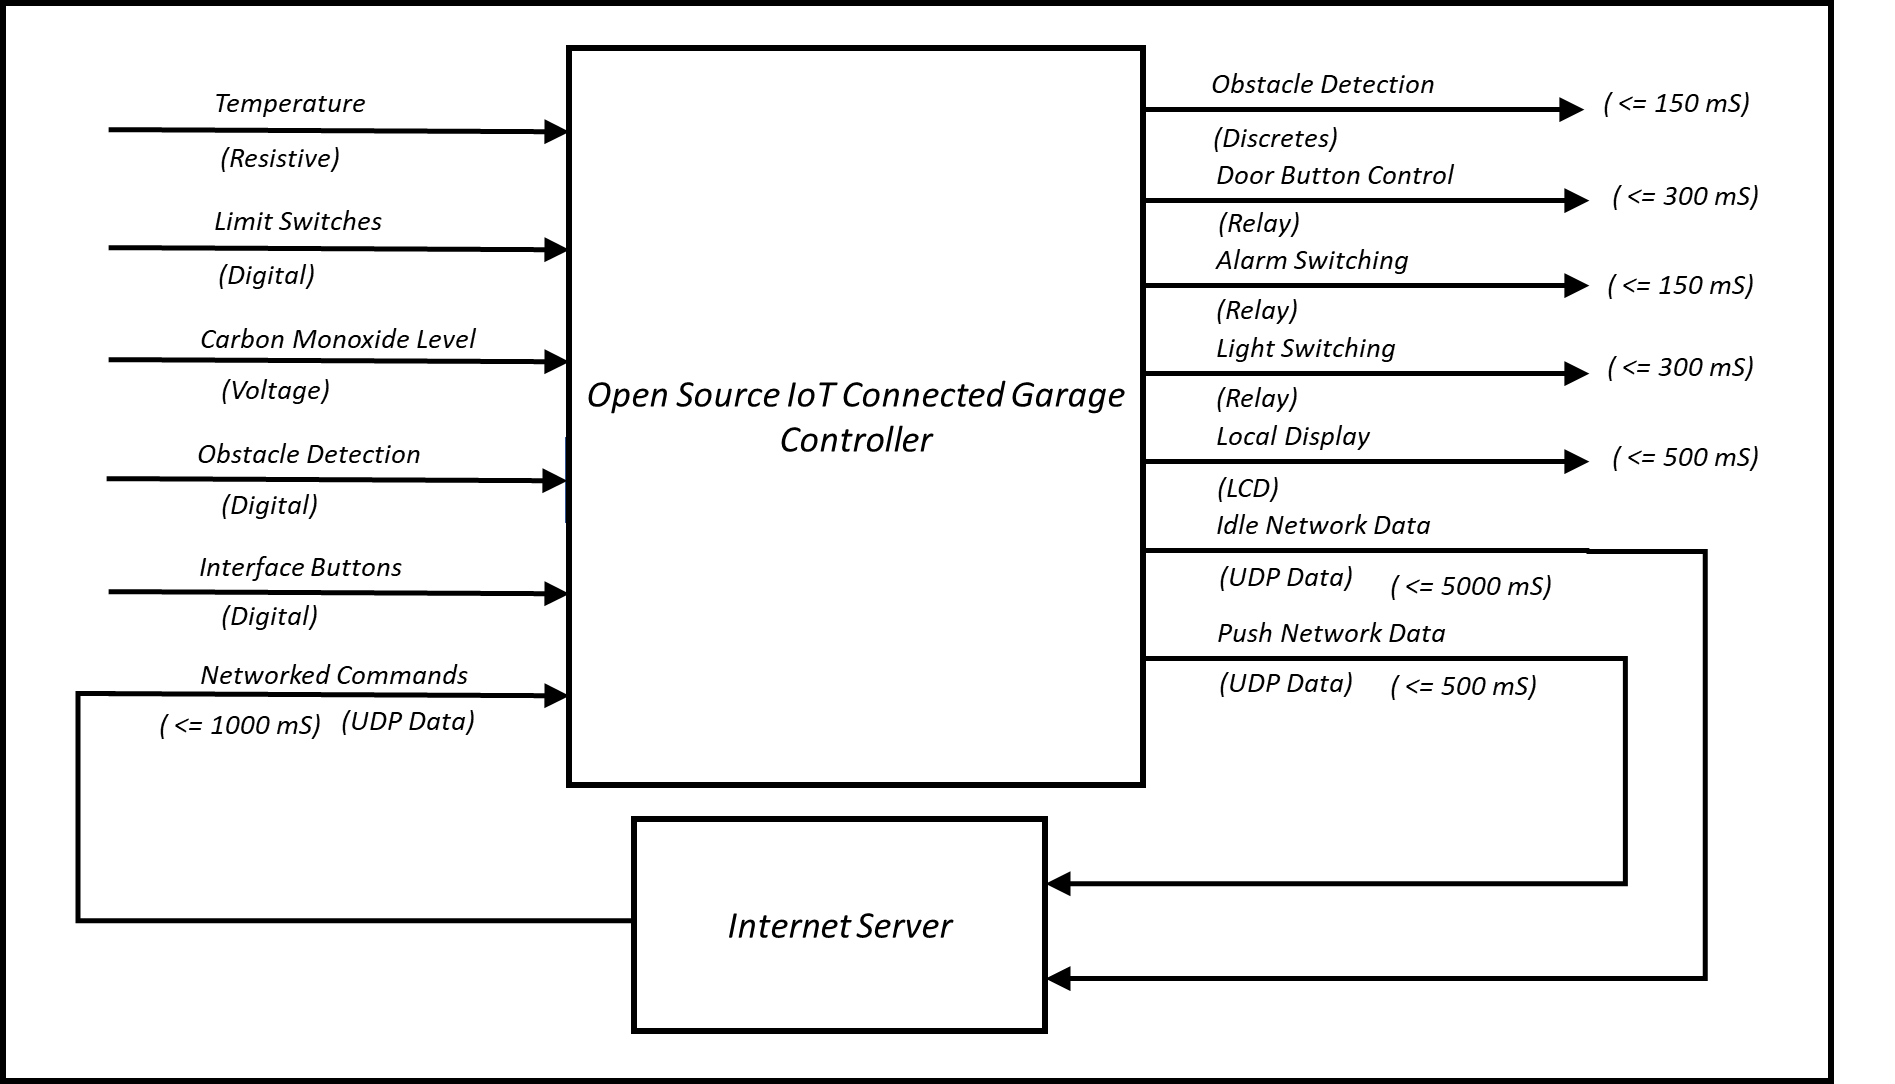 Temperature
(Resistive)
Limit Switches
(Digital)
Carbon Monoxide Level
(Voltage)
Obstacle Detection
(Digital)
Interface Buttons
(Digital)
Networked Commands
( <= 1000 mS) (UDP Data)
Open Source IoT Connected Garage
Controller
Obstacle Detection
( <= 150 mS)
(Discretes)
Door Button Control
( <= 300 mS)
(Relay)
Alarm Switching
( <= 150 mS)
(Relay)
Light Switching
( <= 300 mS)
(Relay)
Local Display
( <= 500 mS)
(LCD)
Idle Network Data
(UDP Data) ( <= 5000 mS)
Push Network Data
(UDP Data) ( <= 500 mS)
Internet Server